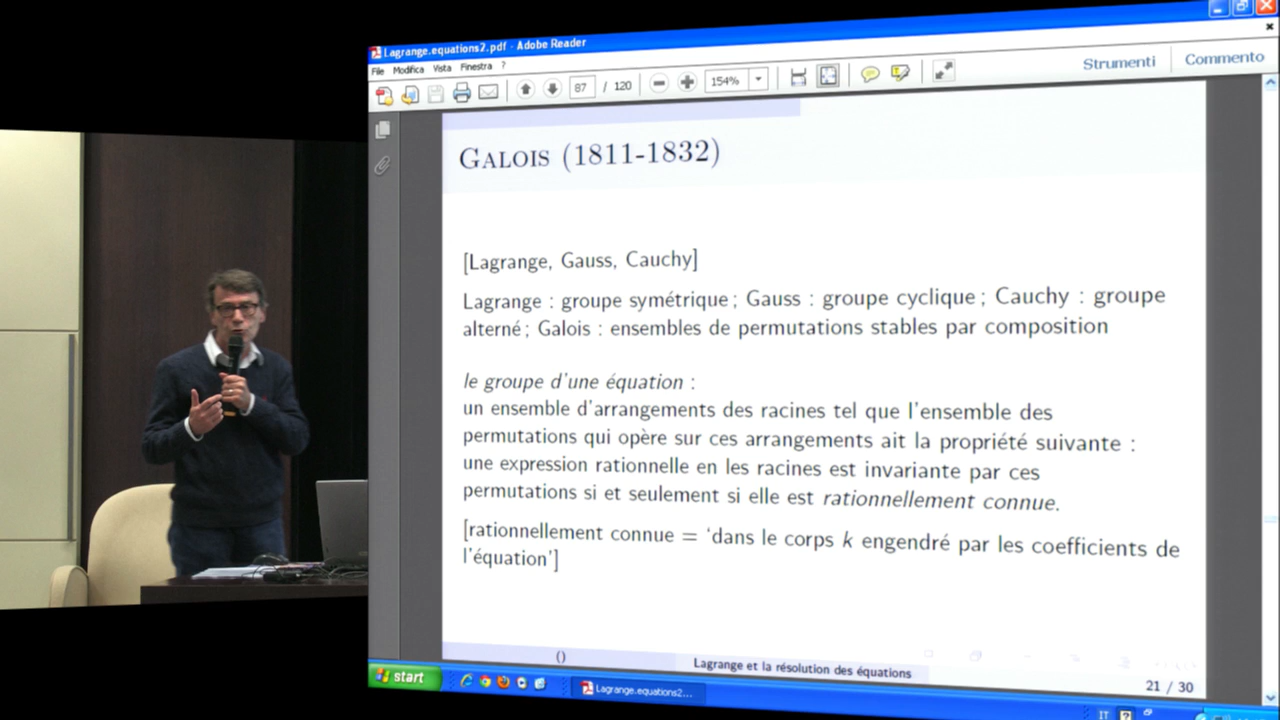 Lagrange.equations2.pdf - Adobe Reader
File Modifica Vista Finestra ?
87 / 120 154% Strumenti Commento
GALOIS (1811-1832)
[Lagrange, Gauss, Cauchy]
Lagrange : groupe symétrique ; Gauss : groupe cyclique ; Cauchy : groupe
alterné ; Galois : ensembles de permutations stables par composition
le groupe d'une équation :
un ensemble d'arrangements des racines tel que l'ensemble des
permutations qui opère sur ces arrangements ait la propriété suivante :
une expression rationnelle en les racines est invariante par ces
permutations si et seulement si elle est rationnellement connue.
[rationnellement connue = ‘dans le corps k engendré par les coefficients de
l'équation’]
() Lagrange et la résolution des équations 21 / 30
start Lagrange.equations2... IT